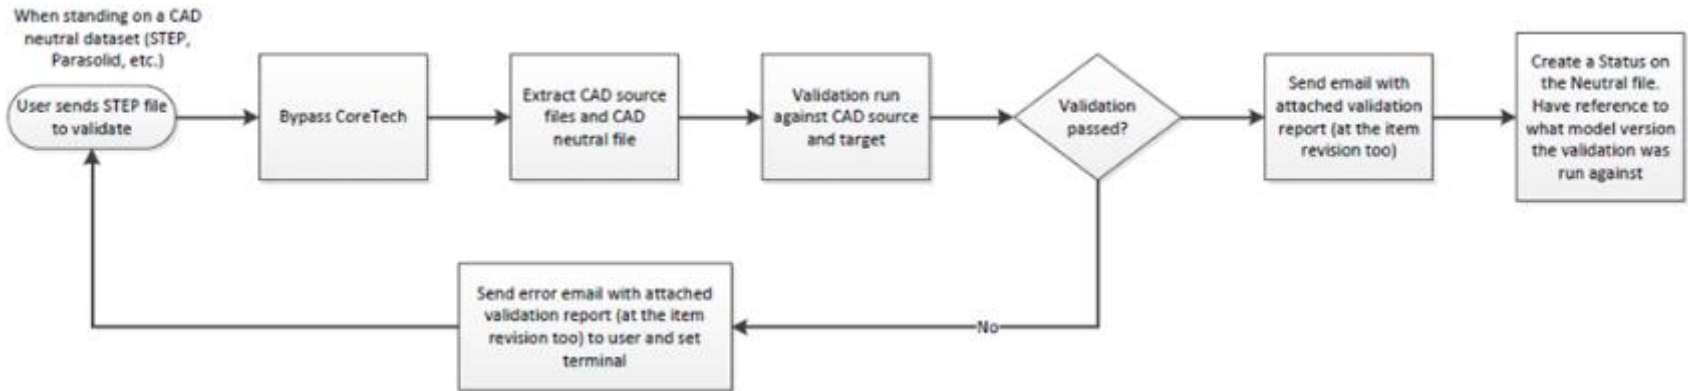 When standing on a CAD
neutral dataset (STEP,
Parasolid, etc.)
User sends STEP file
to validate
Bypass CoreTech
Extract CAD source
files and CAD
neutral file
Validation run
against CAD source
and target
Validation
passed?
Send email with
attached validation
report (at the item
revision too)
Create a Status on
the Neutral file.
Have reference to
what model version
the validation was
run against
Send error email with attached
validation report (at the item
revision too) to user and set
terminal
No